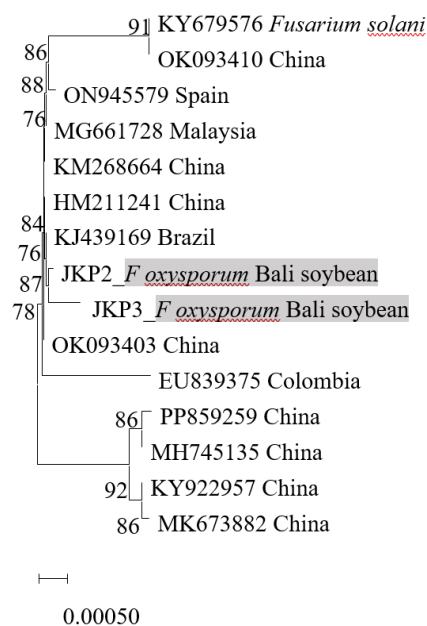 91 KY679576 Fusarium solani
OK093410 China
86
88 ON945579 Spain
76 MG661728 Malaysia
KM268664 China
HM211241 China
84 KJ439169 Brazil
76 JKP2_F oxysporum Bali soybean
87 JKP3_F oxysporum Bali soybean
78
OK093403 China
EU839375 Colombia
86 PP859259 China
MH745135 China
92 KY922957 China
86 MK673882 China
0.00050